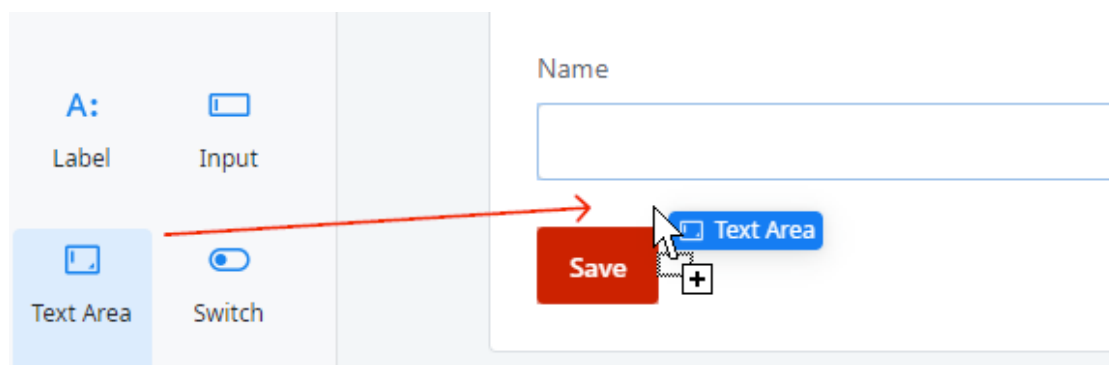 A:
Label
Input
Text Area
Switch
Name
Save
Text Area